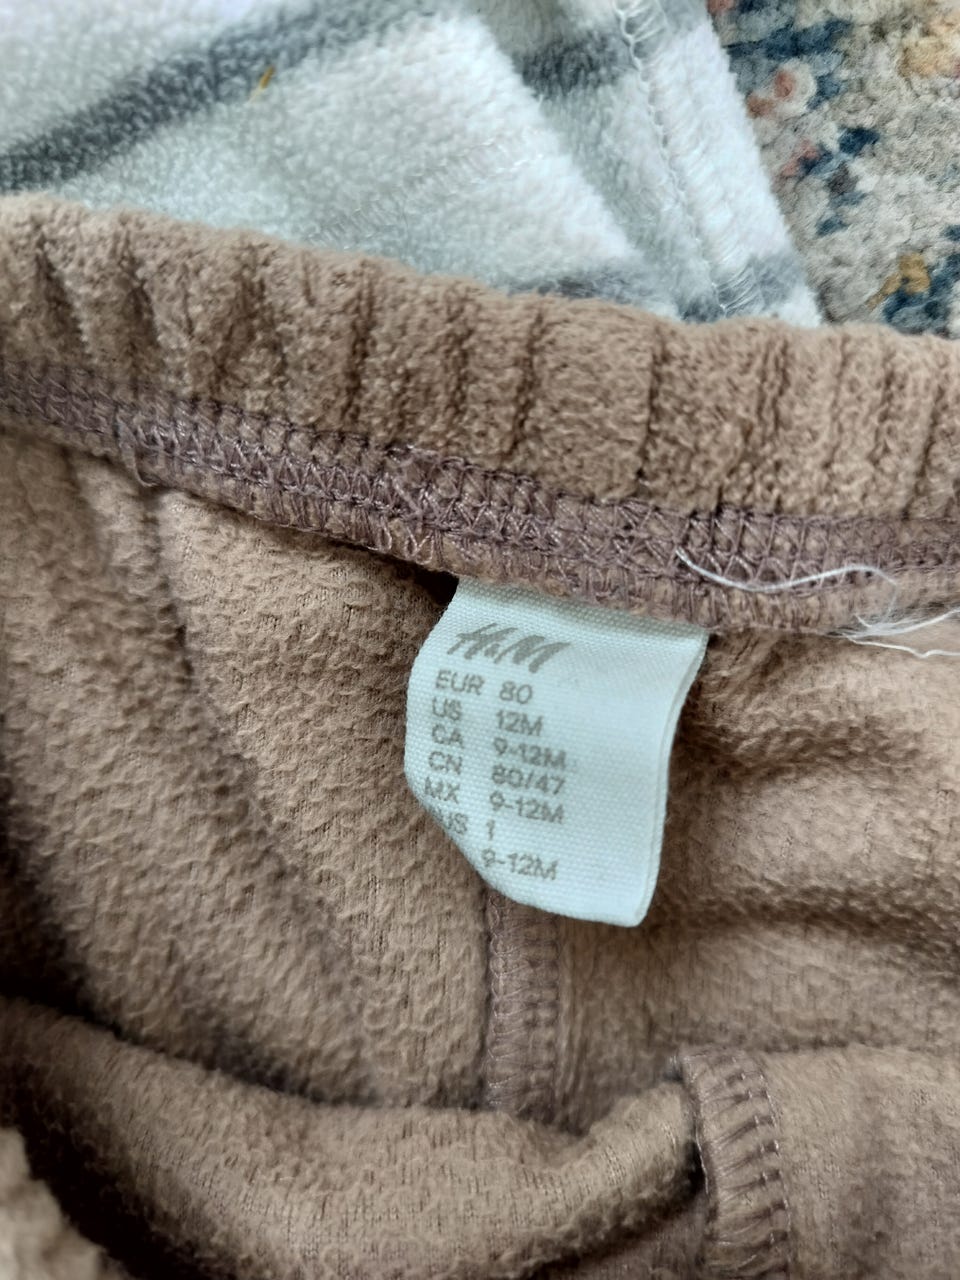 H&M
EUR 80
US 12M
CA 9-12M
CN 80/47
MX 9-12M
1
9-12M